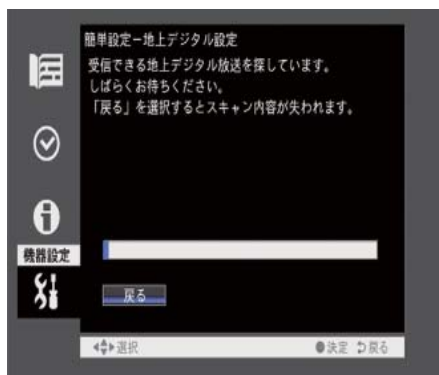 簡単設定－地上デジタル設定
受信できる地上デジタル放送を探しています。
しばらくお待ちください。
「戻る」を選択するとスキャン内容が失われます。
機器設定
戻る
選択 決定 戻る